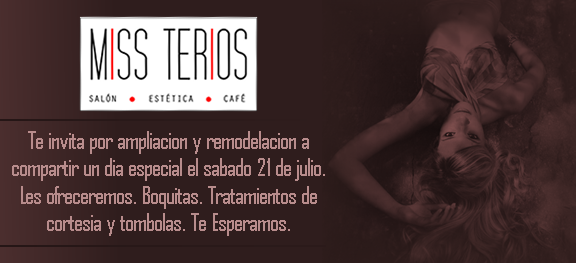 MISS TERIOS
SALÓN • ESTÉTICA • CAFÉ
Te invita por ampliacion y remodelacion a
compartir un dia especial el sabado 21 de julio.
Les ofreceremos. Boquitas. Tratamientos de
cortesia y tombolas. Te Esperamos.